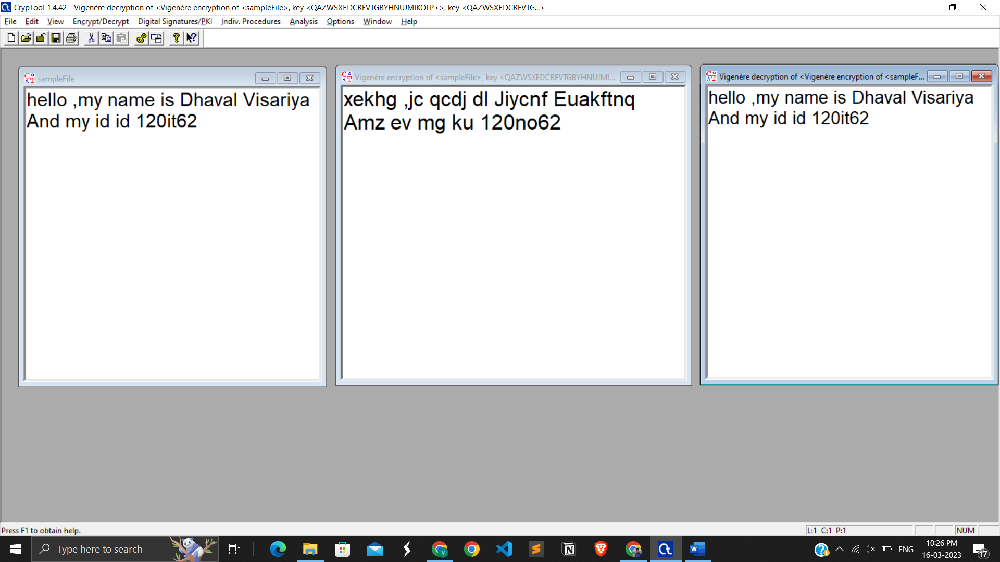 CrypTool 1.4.42 - Vigenère decryption of <Vigenère encryption of <sampleFile>, key <QAZWSXEDCRFVTGBYHNUJMIKOLP>>, key <QAZWSXEDCRFVTG...>
File Edit View Encrypt/Decrypt Digital Signatures/PKI Indiv. Procedures Analysis Options Window Help
sampleFile
hello ,my name is Dhaval Visariya
And my id id 120it62
Vigenère encryption of <sampleFile>, key <QAZWSXEDCRFVTGBYHNUJMI...
xekhg ,jc qcdj dl Jiycnf Euakftnq
Amz ev mg ku 120no62
Vigenère decryption of <Vigenère encryption of <sampleF...
hello ,my name is Dhaval Visariya
And my id id 120it62
Press F1 to obtain help.
L:1 C:1 P:1
NUM
Type here to search
ENG
10:26 PM
16-03-2023
17